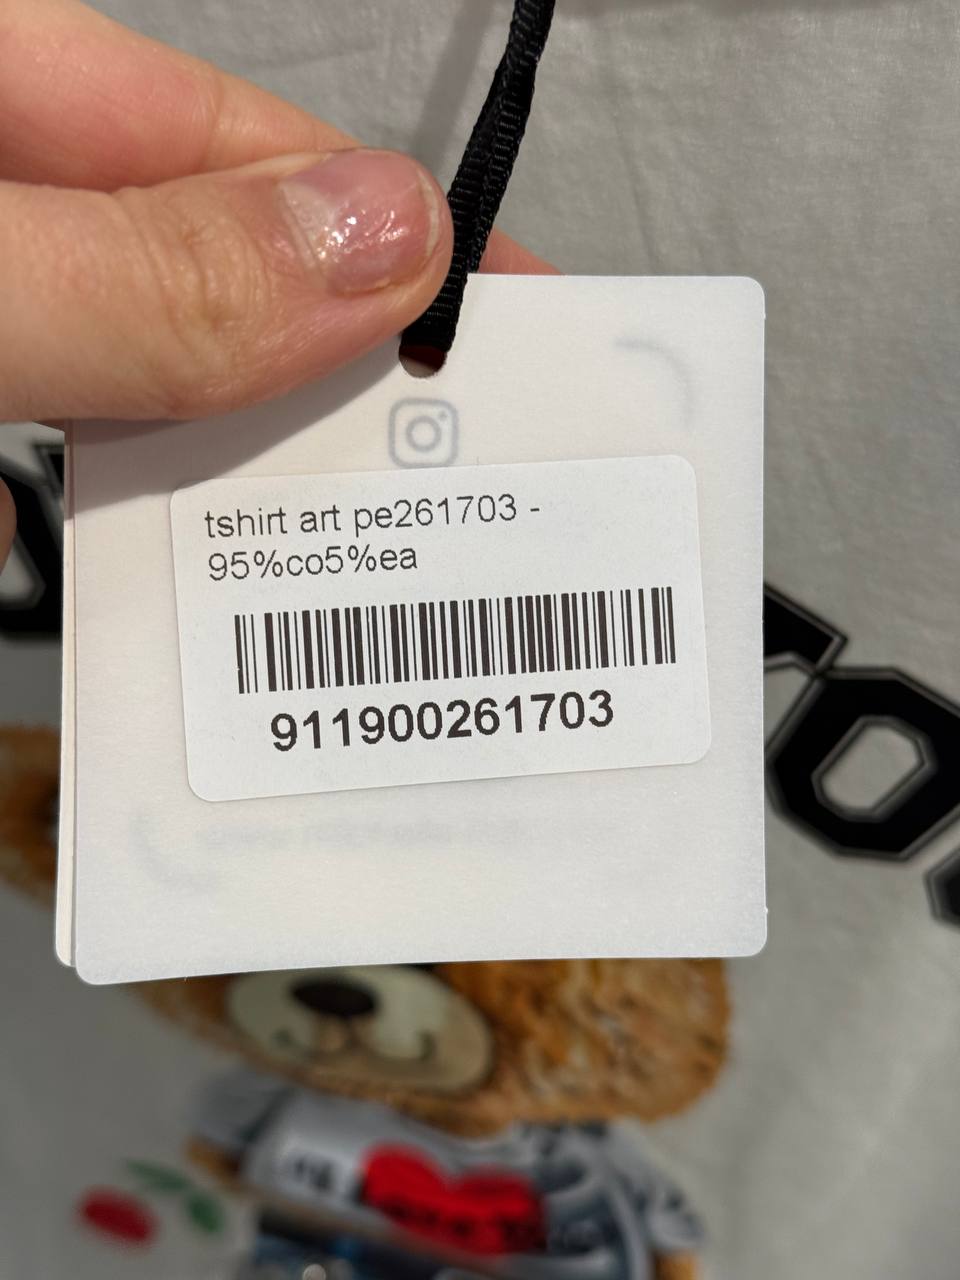 tshirt art pe261703 -
95%co5%ea
911900261703